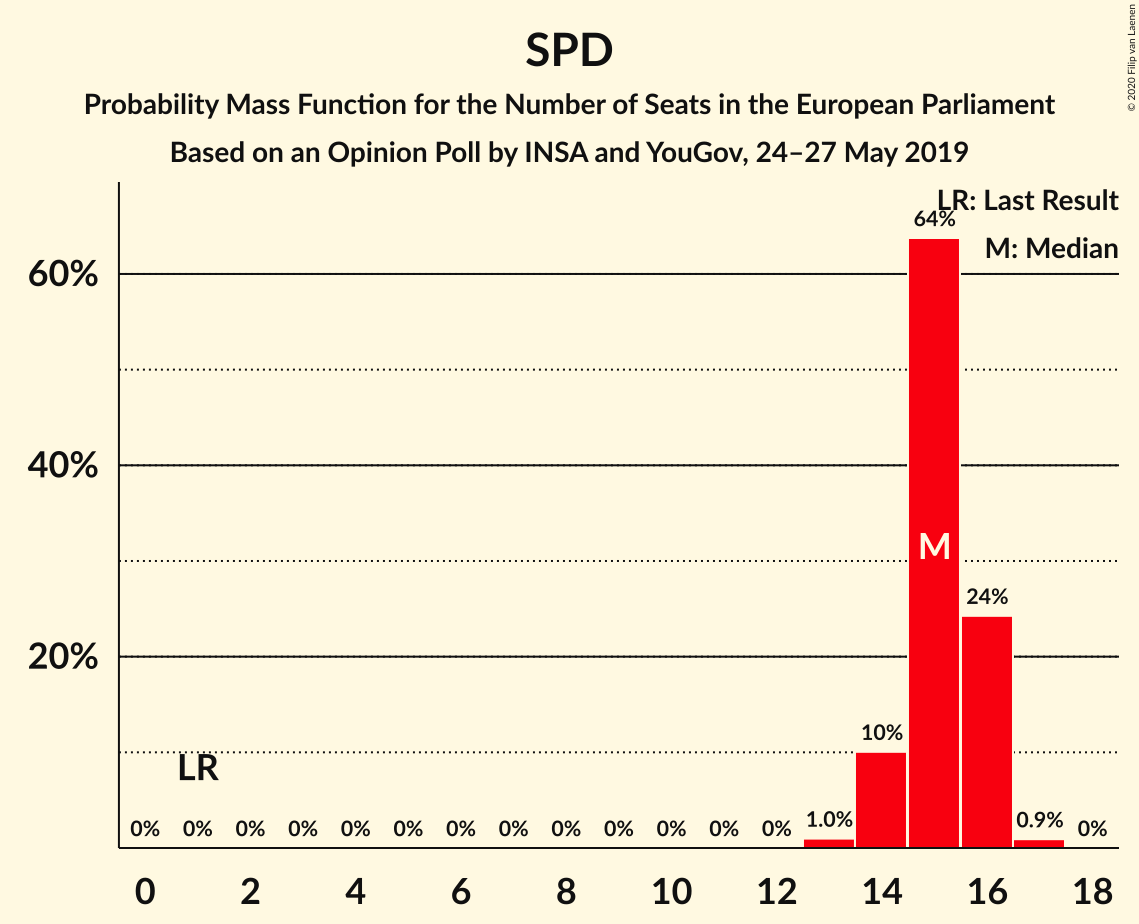 SPD
Probability Mass Function for the Number of Seats in the European Parliament
Based on an Opinion Poll by INSA and YouGov, 24–27 May 2019
© 2020 Filip van Laenen
LR: Last Result
M: Median
64%
60%
40%
M
24%
20%
10%
LR
0% 0% 0% 0% 0% 0% 0% 0% 0% 0% 0% 0% 0% 1.0% 0.9% 0%
0 2 4 6 8 10 12 14 16 18